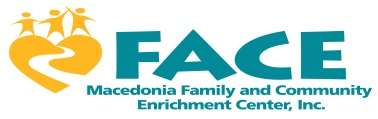 FACE
Macedonia Family and Community
Enrichment Center, Inc.